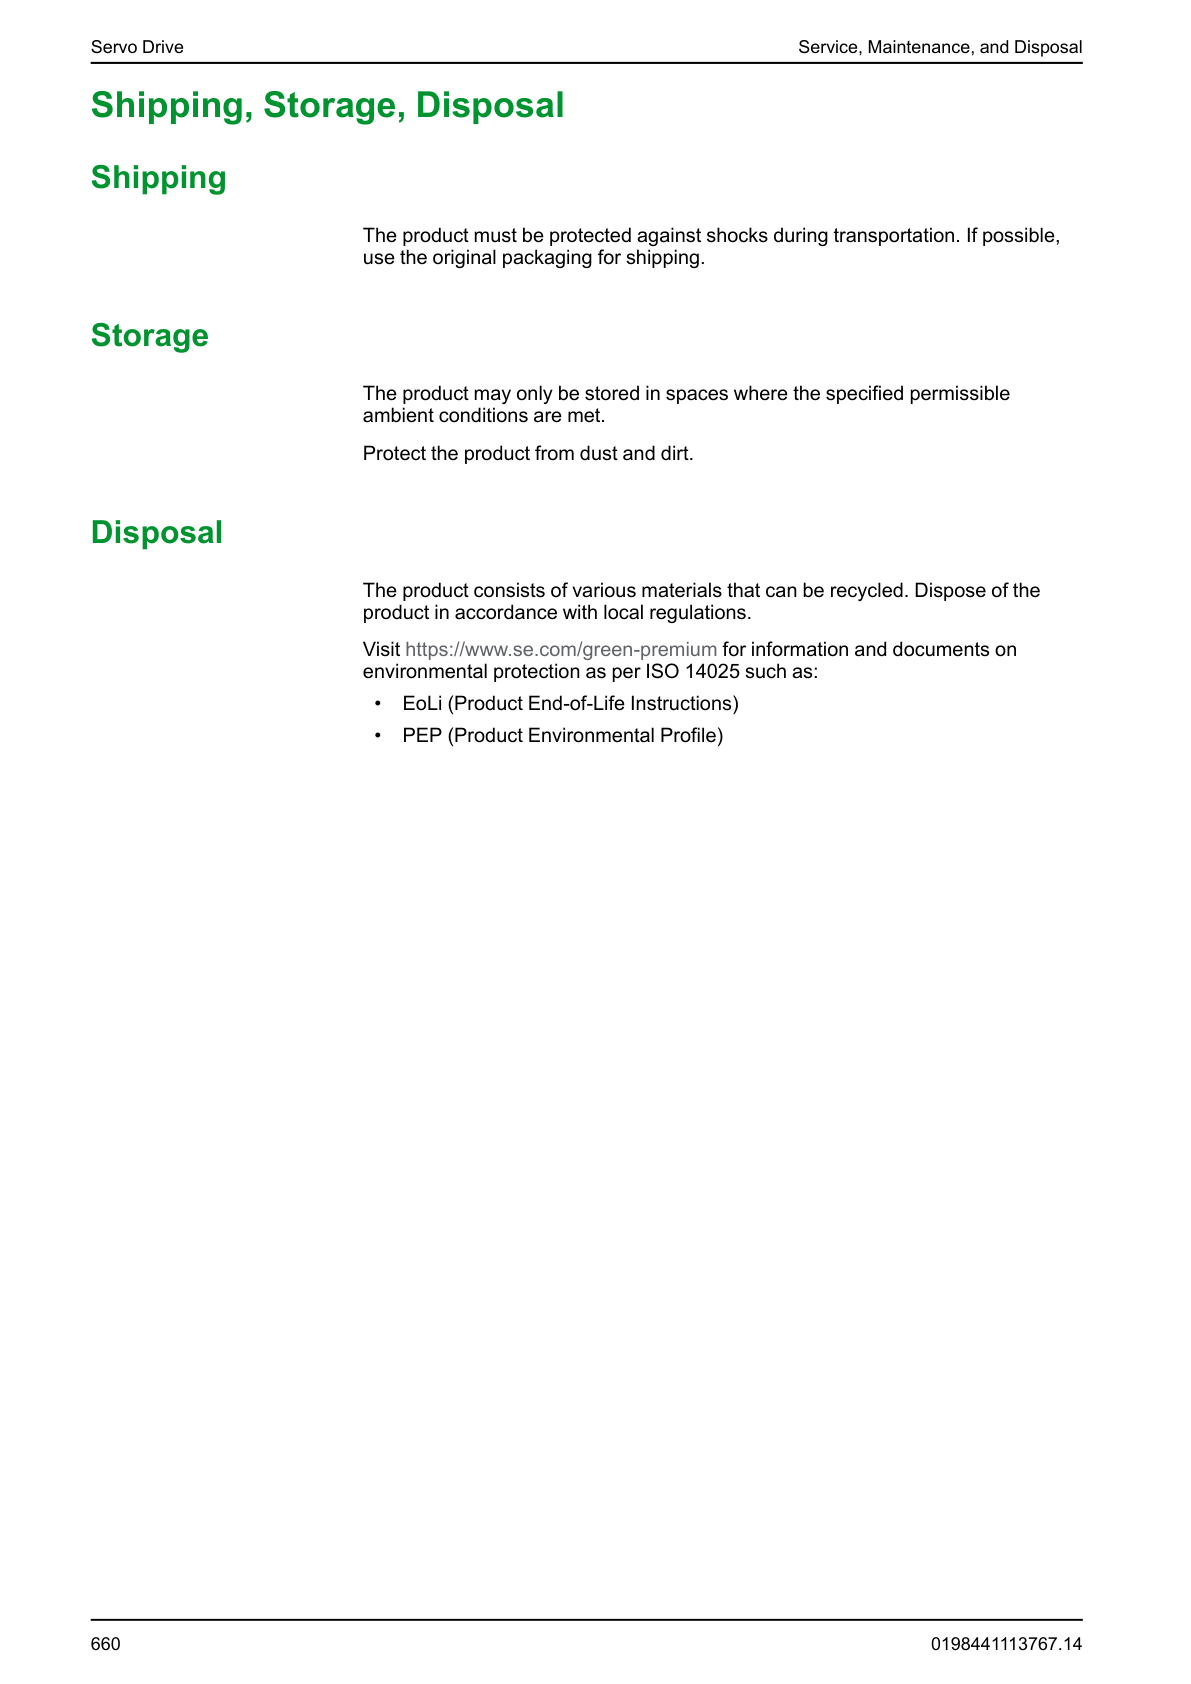 Servo Drive
Service, Maintenance, and Disposal
Shipping, Storage, Disposal
Shipping
The product must be protected against shocks during transportation. If possible,
use the original packaging for shipping.
Storage
The product may only be stored in spaces where the specified permissible
ambient conditions are met.
Protect the product from dust and dirt.
Disposal
The product consists of various materials that can be recycled. Dispose of the
product in accordance with local regulations.
Visit https://www.se.com/green-premium for information and documents on
environmental protection as per ISO 14025 such as:
• EoLi (Product End-of-Life Instructions)
• PEP (Product Environmental Profile)
660
0198441113767.14